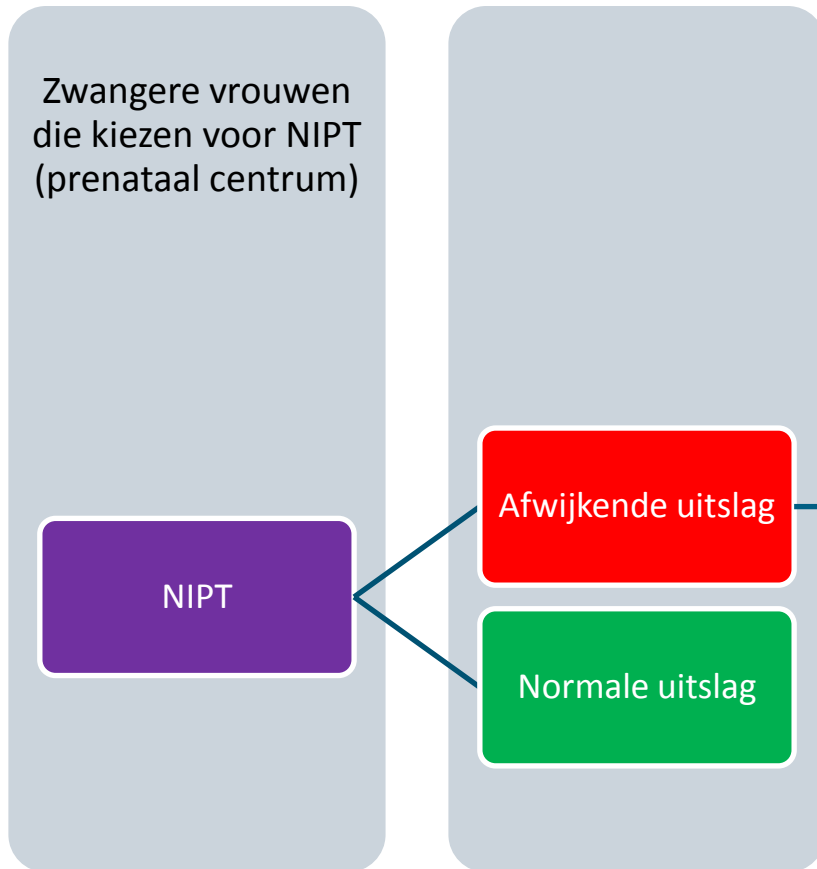 Zwangere vrouwen
die kiezen voor NIPT
(prenataal centrum)
NIPT
Afwijkende uitslag
Normale uitslag